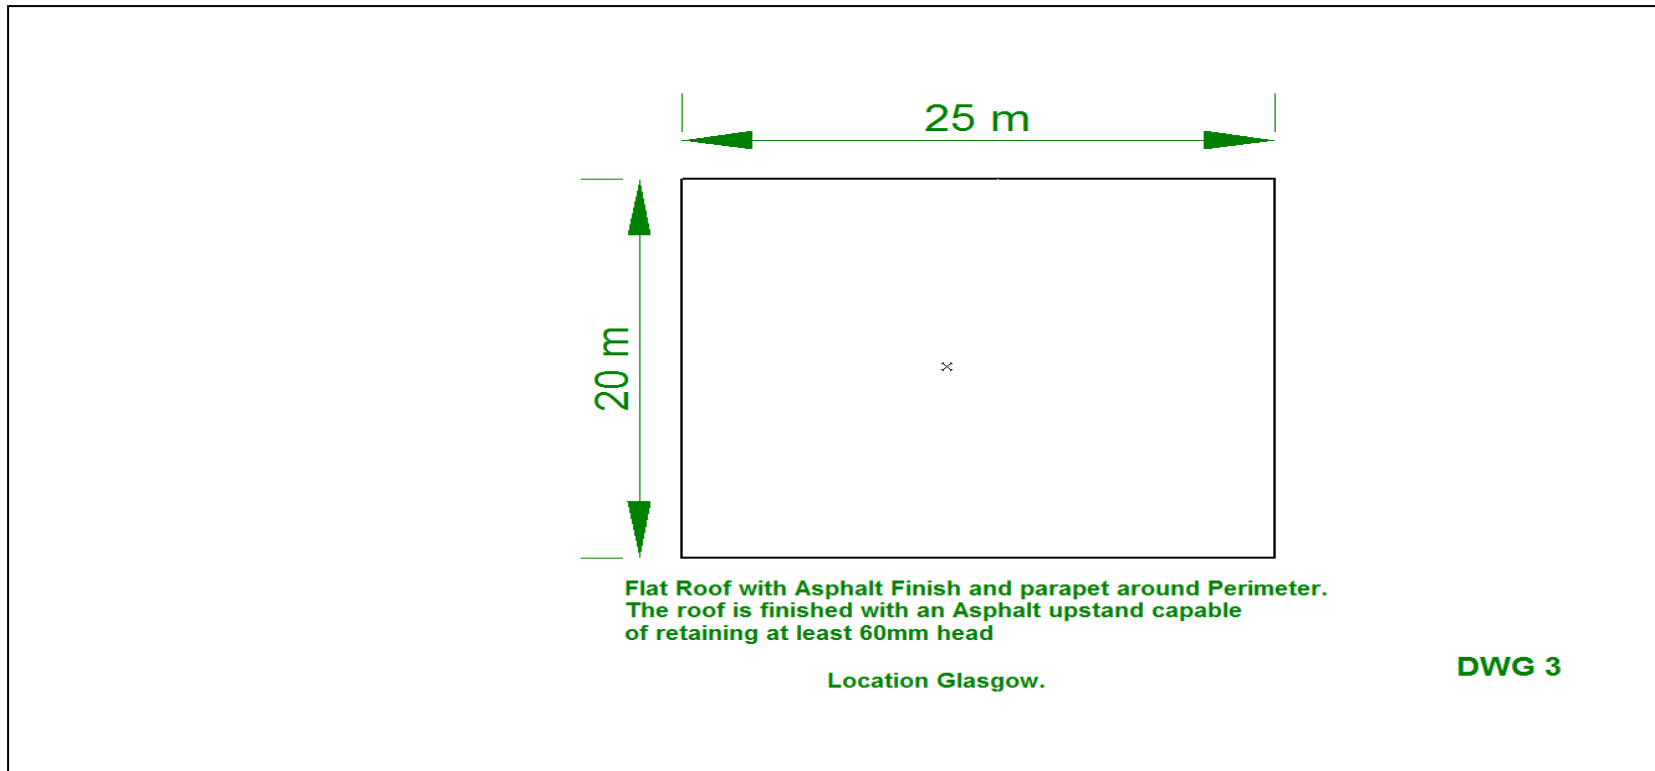 25 m
20 m
Flat Roof with Asphalt Finish and parapet around Perimeter.
The roof is finished with an Asphalt upstand capable
of retaining at least 60mm head
Location Glasgow.
DWG 3